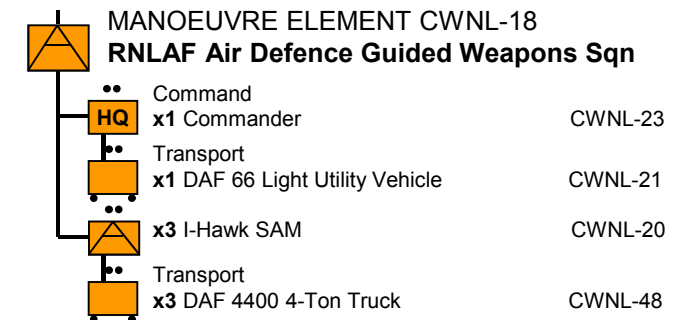 MANOEUVRE ELEMENT CWNL-18
RNLAF Air Defence Guided Weapons Sqn
Command
HQ x1 Commander CWNL-23
Transport
x1 DAF 66 Light Utility Vehicle CWNL-21
x3 I-Hawk SAM CWNL-20
Transport
x3 DAF 4400 4-Ton Truck CWNL-48